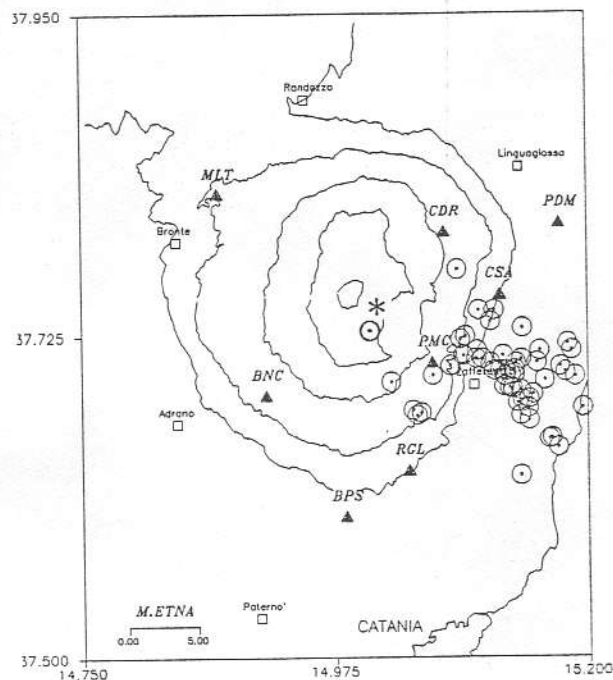 37.950
Randazzo
Linguaglossa
MLT
PDM
CDR
Bronte
CSA
37.725
PMC
BNC
Adrano
RGL
BPS
M.ETNA
Paterno'
0.00
5.00
CATANIA
37.500
14.750
14.975
15.200